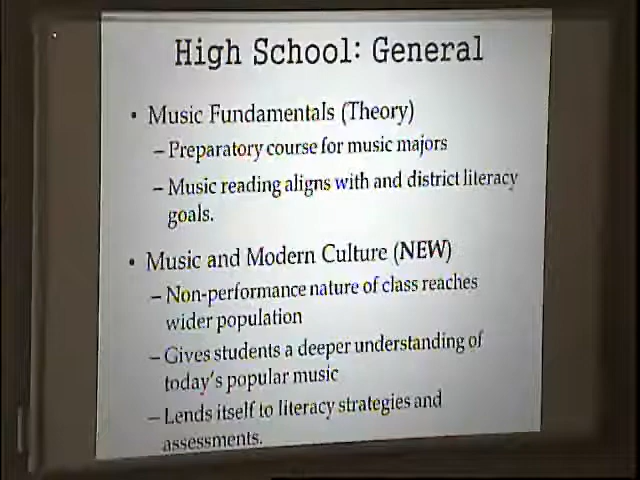 High School: General
• Music Fundamentals (Theory)
– Preparatory course for music majors
– Music reading aligns with and district literacy
goals.
• Music and Modern Culture (NEW)
– Non-performance nature of class reaches
wider population
– Gives students a deeper understanding of
today's popular music
– Lends itself to literacy strategies and
assessments.